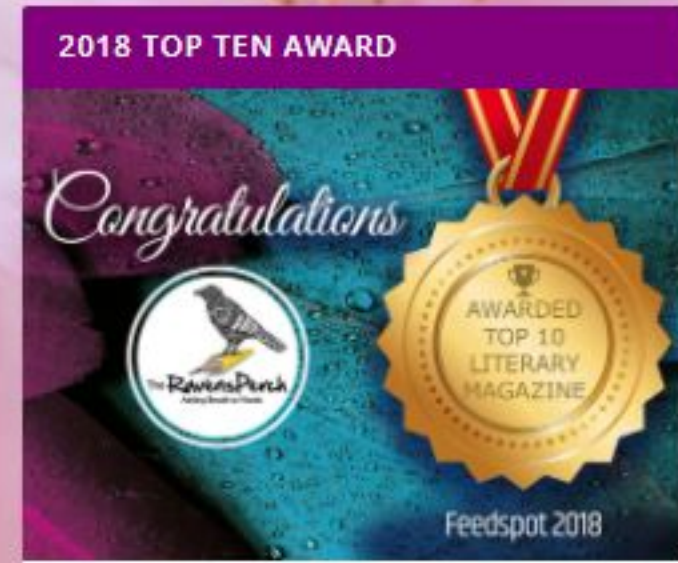 2018 TOP TEN AWARD
Congratulations
The RavensPerch
AWARDED
TOP 10
LITERARY
MAGAZINE
Feedspot 2018